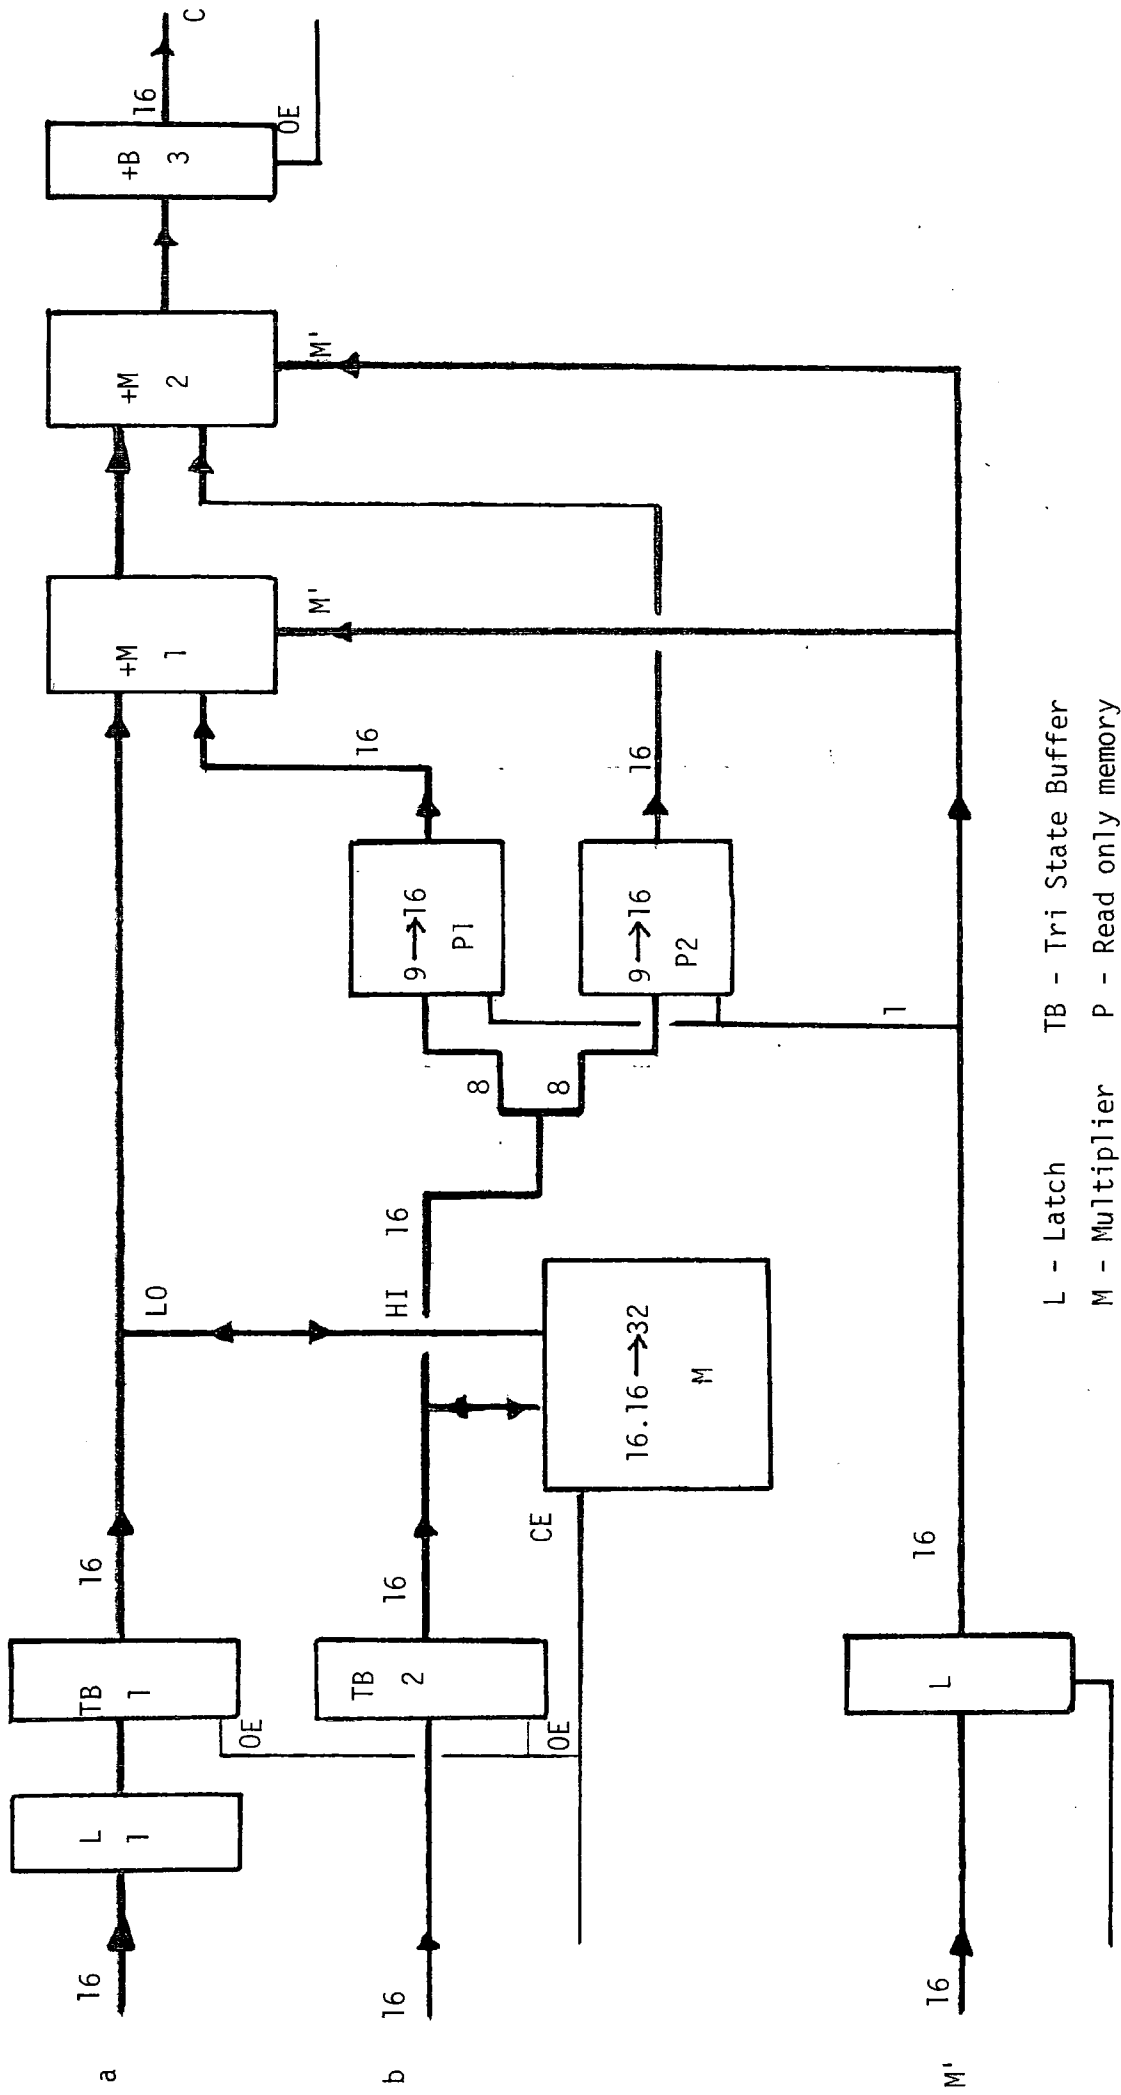 a
16
L
1
TB
1
OE
16
LO
+M
1
M'
+M
2
M'
+B
3
OE
16
C
b
16
TB
2
OE
16
CE
HI
16
16.16→32
M
8
8
9→16
P1
16
9→16
P2
16
1
M'
16
L
16
L - Latch TB - Tri State Buffer
M - Multiplier P - Read only memory